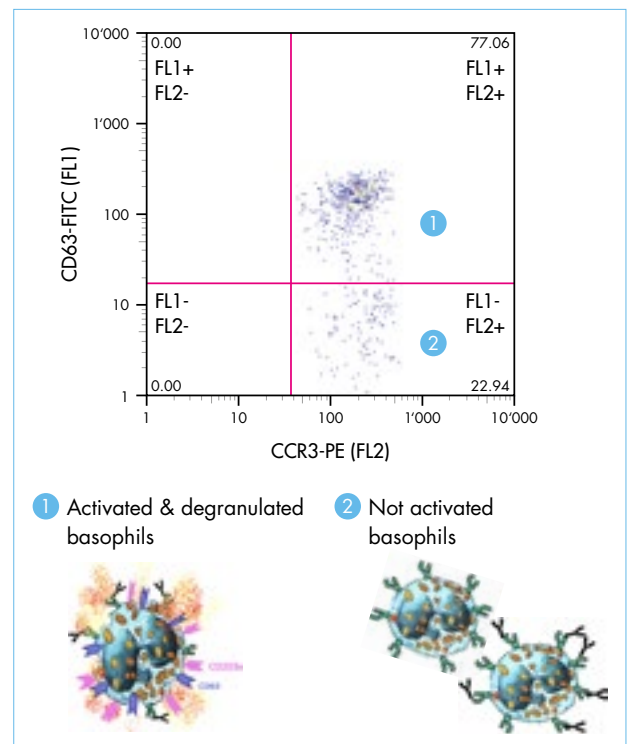 10'000
0.00
77.06
FL1+
FL2-
FL1+
FL2+
1'000
CD63-FITC (FL1)
100
1
10
FL1-
FL2-
FL1-
FL2+
2
0.00
22.94
1
1
10
100
1'000
10'000
CCR3-PE (FL2)
1 Activated & degranulated
basophils
2 Not activated
basophils
CD63